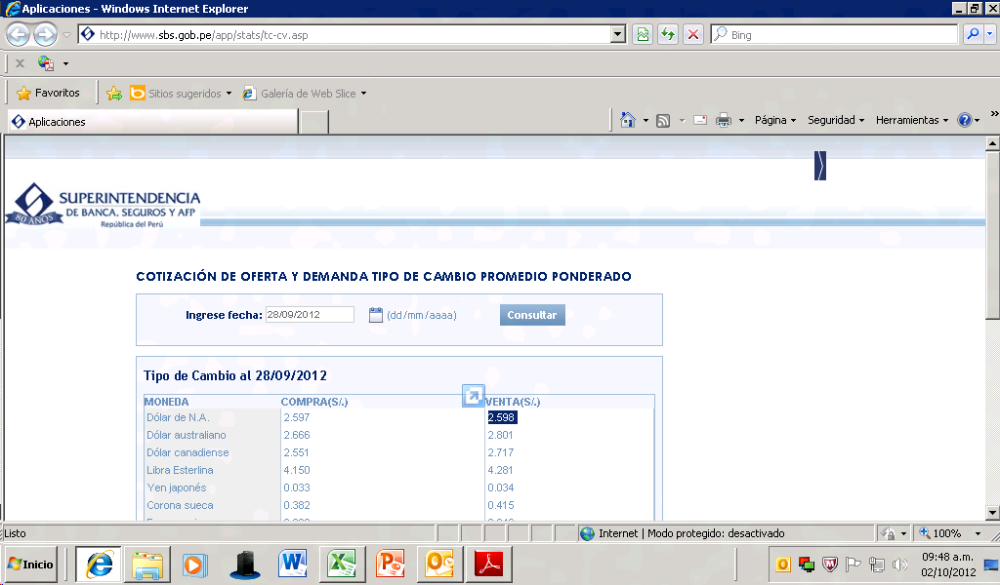 Aplicaciones - Windows Internet Explorer
http://www.sbs.gob.pe/app/stats/tc-cv.asp
Bing
Favoritos
Sitios sugeridos
Galería de Web Slice
Aplicaciones
Página
Seguridad
Herramientas
SUPERINTENDENCIA
DE BANCA, SEGUROS Y AFP
80 AÑOS
República del Perú
COTIZACIÓN DE OFERTA Y DEMANDA TIPO DE CAMBIO PROMEDIO PONDERADO
Ingrese fecha: 28/09/2012 (dd/mm/aaaa) Consultar
Tipo de Cambio al 28/09/2012
MONEDA COMPRA(S/.) VENTA(S/.)
Dólar de N.A. 2.597 2.598
Dólar australiano 2.666 2.801
Dólar canadiense 2.551 2.717
Libra Esterlina 4.150 4.281
Yen japonés 0.033 0.034
Corona sueca 0.382 0.415
Listo
Internet | Modo protegido: desactivado
100%
Inicio
09:48 a.m.
02/10/2012